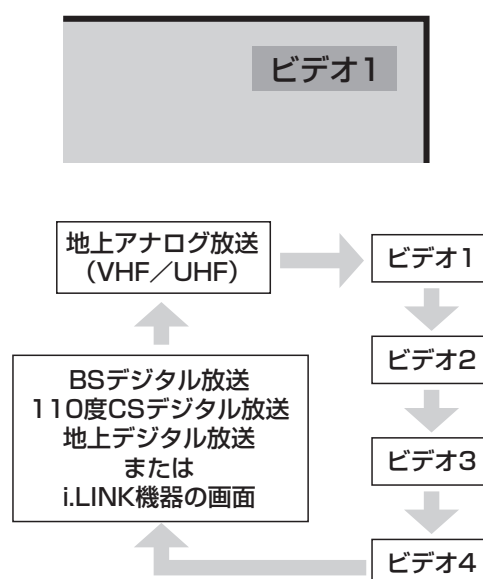 ビデオ1
地上アナログ放送
（VHF／UHF）
ビデオ1
ビデオ2
ビデオ3
ビデオ4
BSデジタル放送
110度CSデジタル放送
地上デジタル放送
または
i.LINK機器の画面